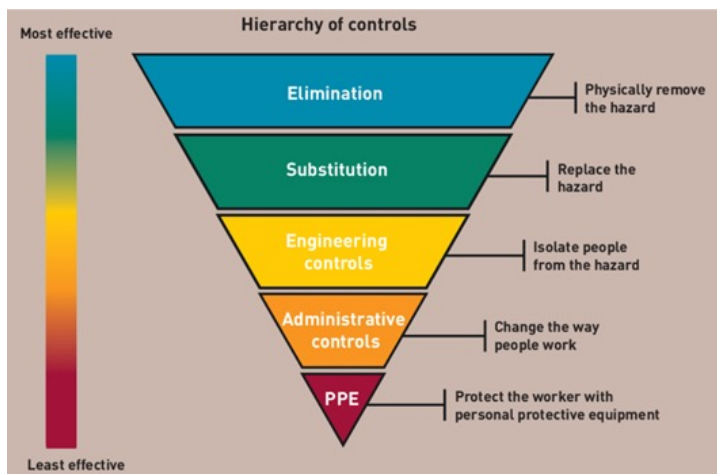 Hierarchy of controls
Most effective
Elimination
Physically remove
the hazard
Substitution
Replace the
hazard
Engineering
controls
Isolate people
from the hazard
Administrative
controls
Change the way
people work
PPE
Protect the worker with
personal protective equipment
Least effective